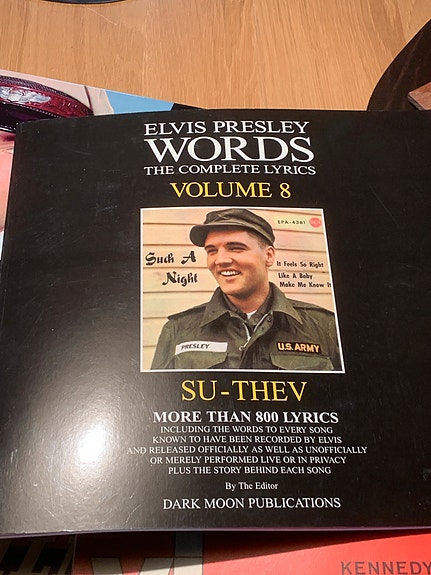 ELVIS PRESLEY
WORDS
THE COMPLETE LYRICS
VOLUME 8
EPA-4361
Such A
Night
It Feels So Right
Like A Baby
Make Me Know It
PRESLEY
U.S. ARMY
SU-THEV
MORE THAN 800 LYRICS
INCLUDING THE WORDS TO EVERY SONG
KNOWN TO HAVE BEEN RECORDED BY ELVIS
AND RELEASED OFFICIALLY AS WELL AS UNOFFICIALLY
OR MERELY PERFORMED LIVE OR IN PRIVACY
PLUS THE STORY BEHIND EACH SONG
By The Editor
DARK MOON PUBLICATIONS
KENNEDY